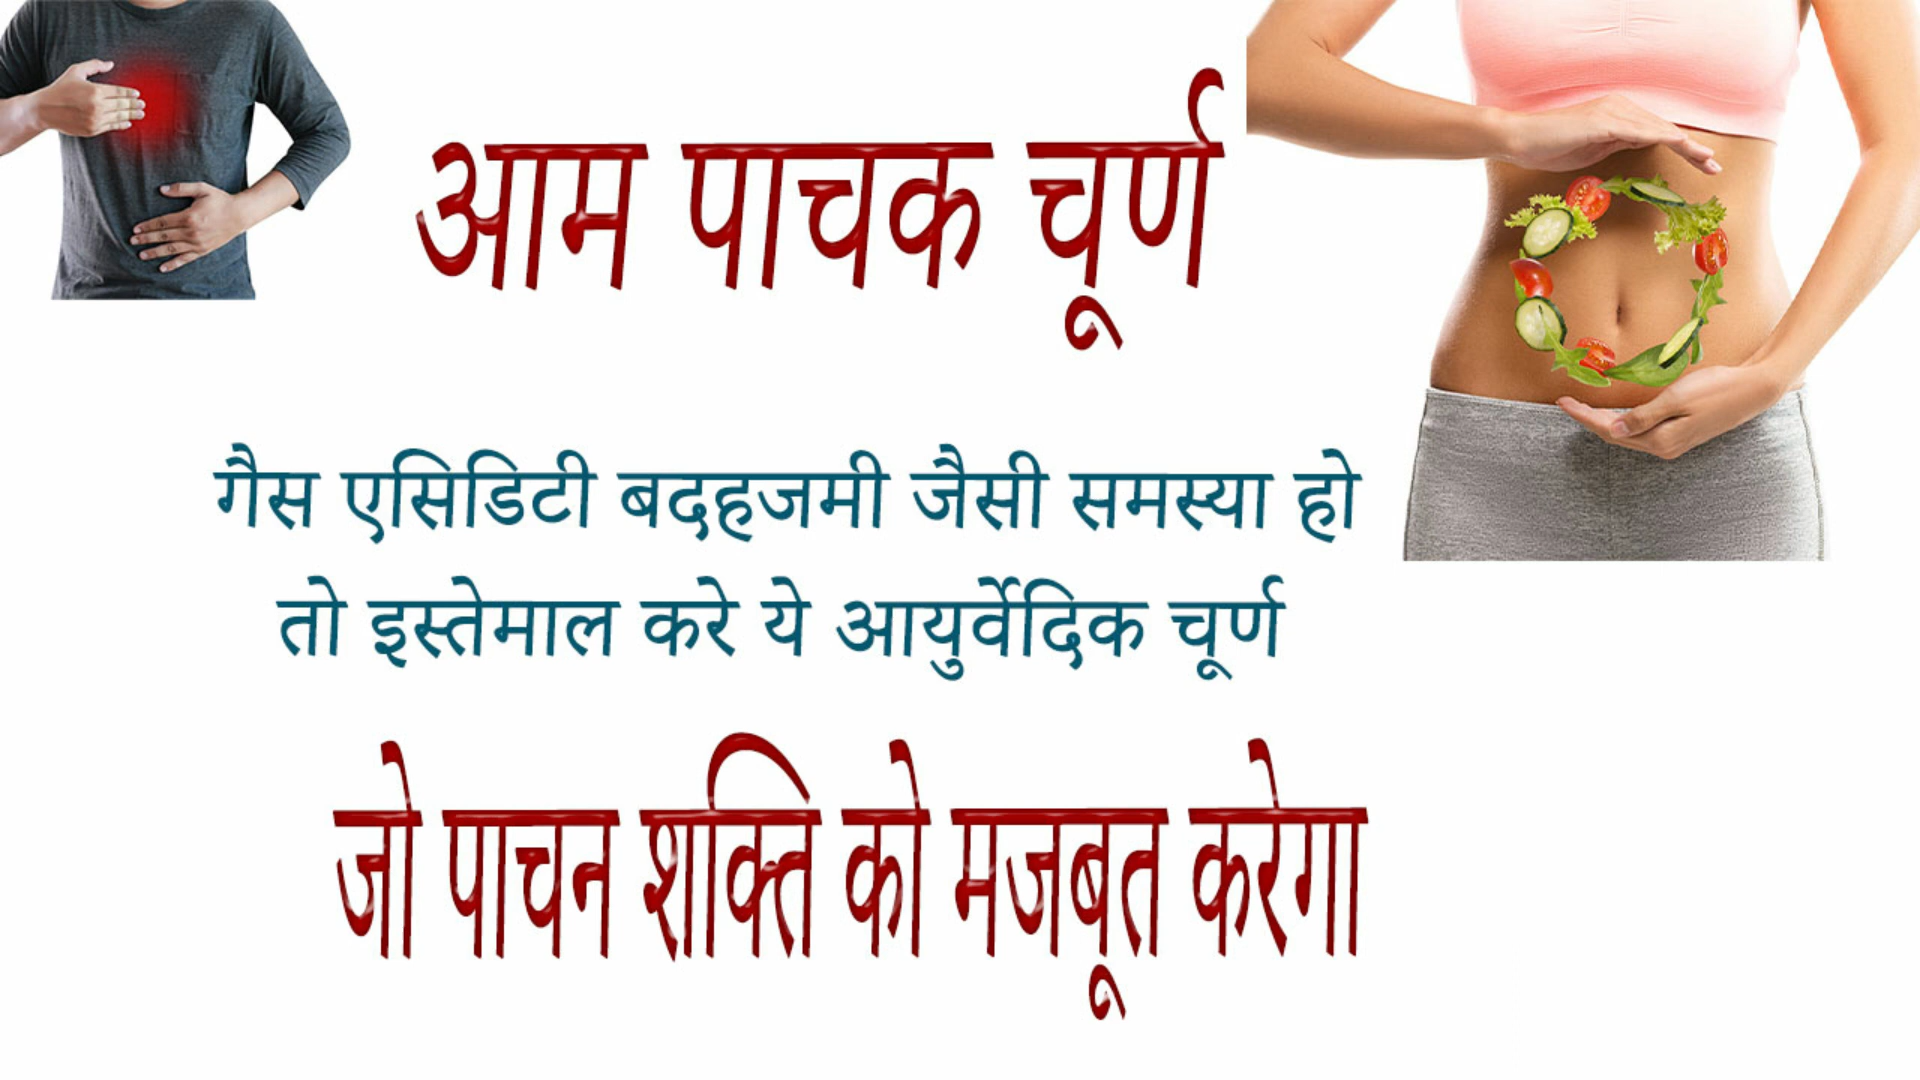 आम पाचक चूर्ण
गैस एसिडिटी बदहजमी जैसी समस्या हो
तो इस्तेमाल करे ये आयुर्वेदिक चूर्ण
जो पाचन शक्ति को मजबूत करेगा